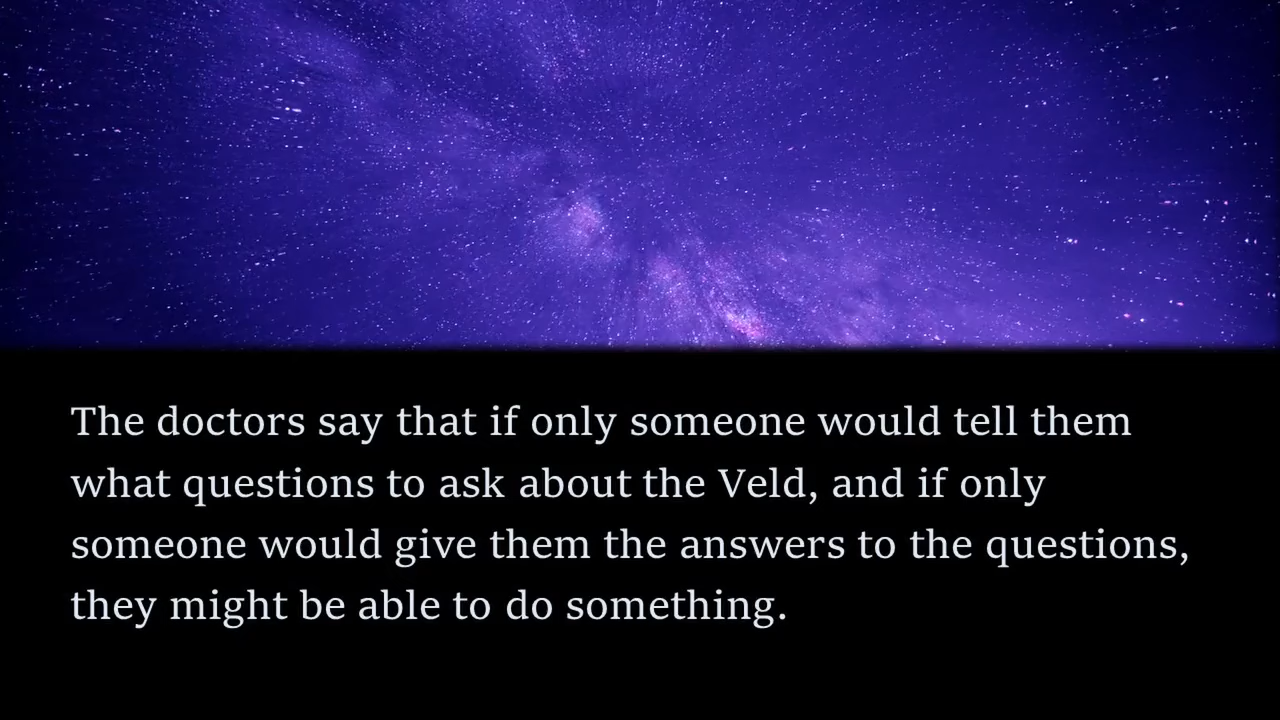 The doctors say that if only someone would tell them
what questions to ask about the Veld, and if only
someone would give them the answers to the questions,
they might be able to do something.